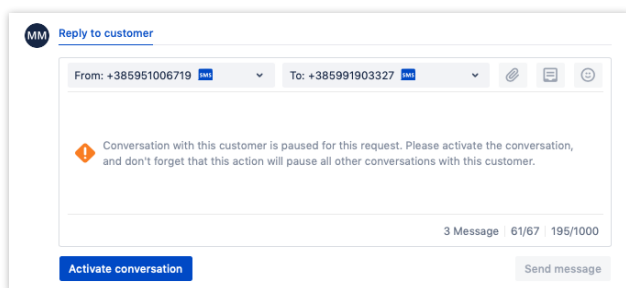 MM
Reply to customer
From: +385951006719 SMS
To: +385991903327 SMS
Conversation with this customer is paused for this request. Please activate the conversation,
and don't forget that this action will pause all other conversations with this customer.
3 Message 61/67 195/1000
Activate conversation
Send message